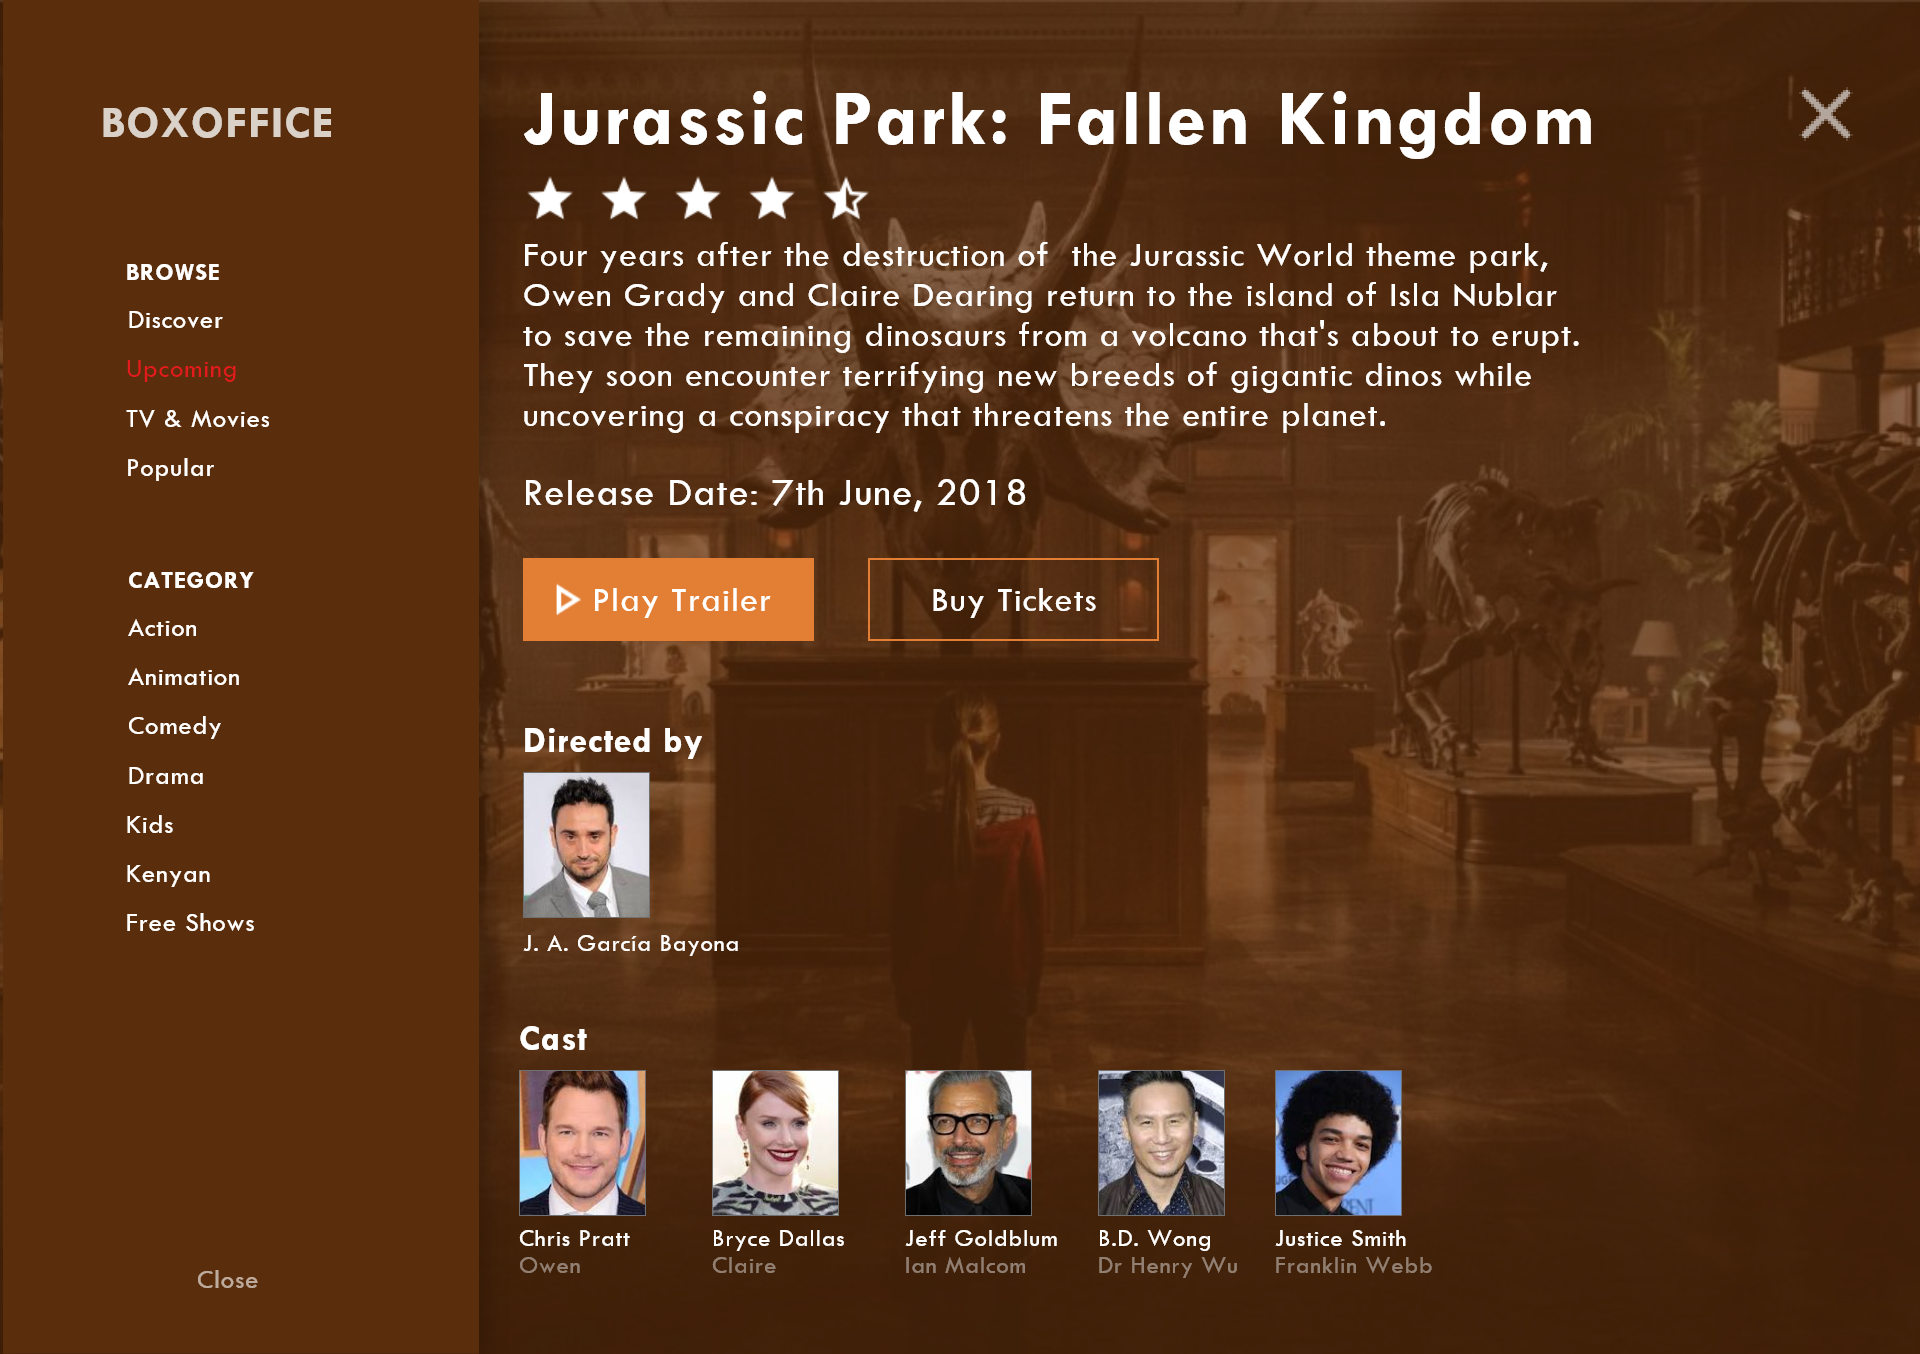 BOXOFFICE
BROWSE
Discover
Upcoming
TV & Movies
Popular
CATEGORY
Action
Animation
Comedy
Drama
Kids
Kenyan
Free Shows
Close
Jurassic Park: Fallen Kingdom
Four years after the destruction of the Jurassic World theme park,
Owen Grady and Claire Dearing return to the island of Isla Nublar
to save the remaining dinosaurs from a volcano that's about to erupt.
They soon encounter terrifying new breeds of gigantic dinos while
uncovering a conspiracy that threatens the entire planet.
Release Date: 7th June, 2018
Play Trailer
Buy Tickets
Directed by
J. A. García Bayona
Cast
Chris Pratt
Owen
Bryce Dallas
Claire
Jeff Goldblum
Ian Malcom
B.D. Wong
Dr Henry Wu
Justice Smith
Franklin Webb